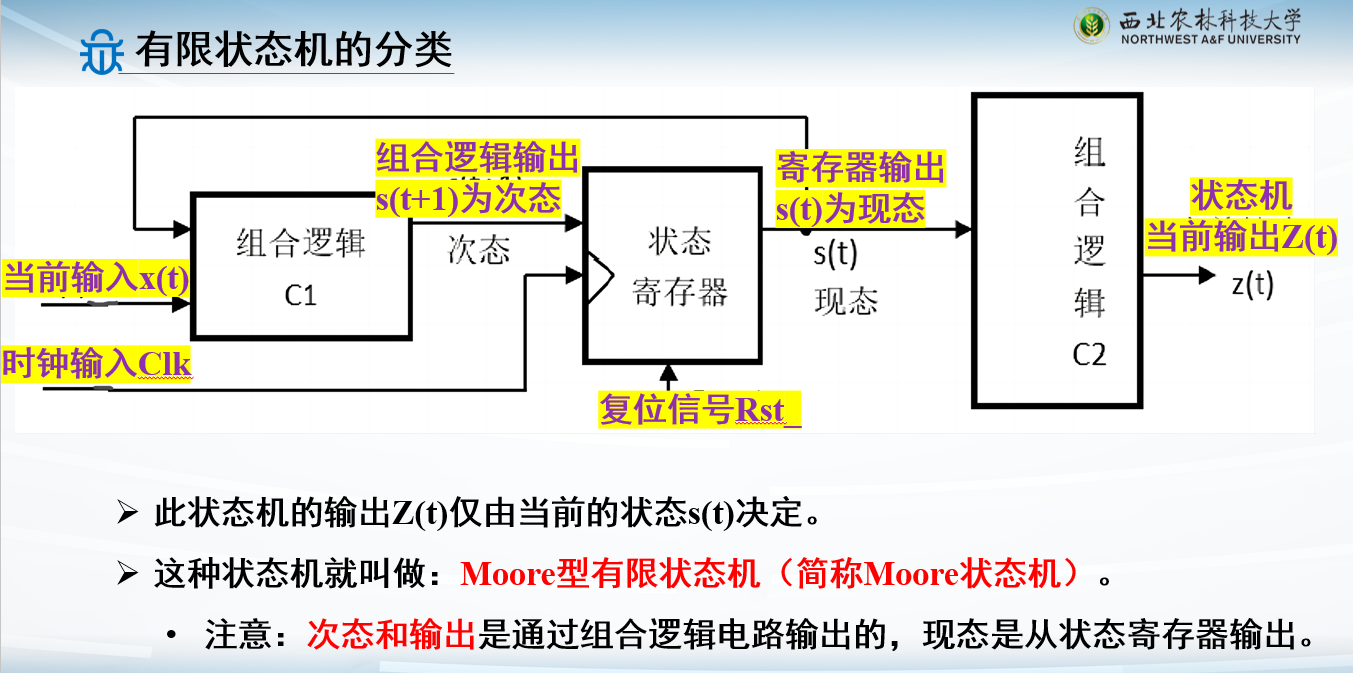 有限状态机的分类
西北农林科技大学
NORTHWEST A&F UNIVERSITY
组合逻辑输出
s(t+1)为次态
次态
寄存器输出
s(t)为现态
s(t)
现态
当前输入x(t)
组合逻辑
C1
时钟输入Clk
状态
寄存器
复位信号Rst_
组
合
逻
辑
C2
状态机
当前输出Z(t)
z(t)
➢ 此状态机的输出Z(t)仅由当前的状态s(t)决定。
➢ 这种状态机就叫做：Moore型有限状态机（简称Moore状态机）。
• 注意：次态和输出是通过组合逻辑电路输出的，现态是从状态寄存器输出。